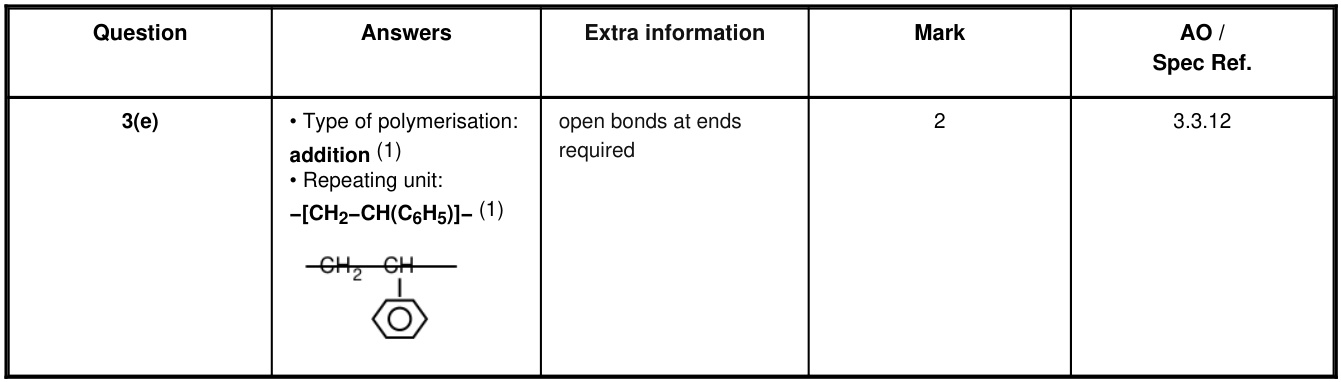 Question
Answers
Extra information
Mark
AO /
Spec Ref.
3(e)
• Type of polymerisation:
addition (1)
• Repeating unit:
–[CH₂–CH(C₆H₅)]– (1)
CH₂ CH
open bonds at ends
required
2
3.3.12